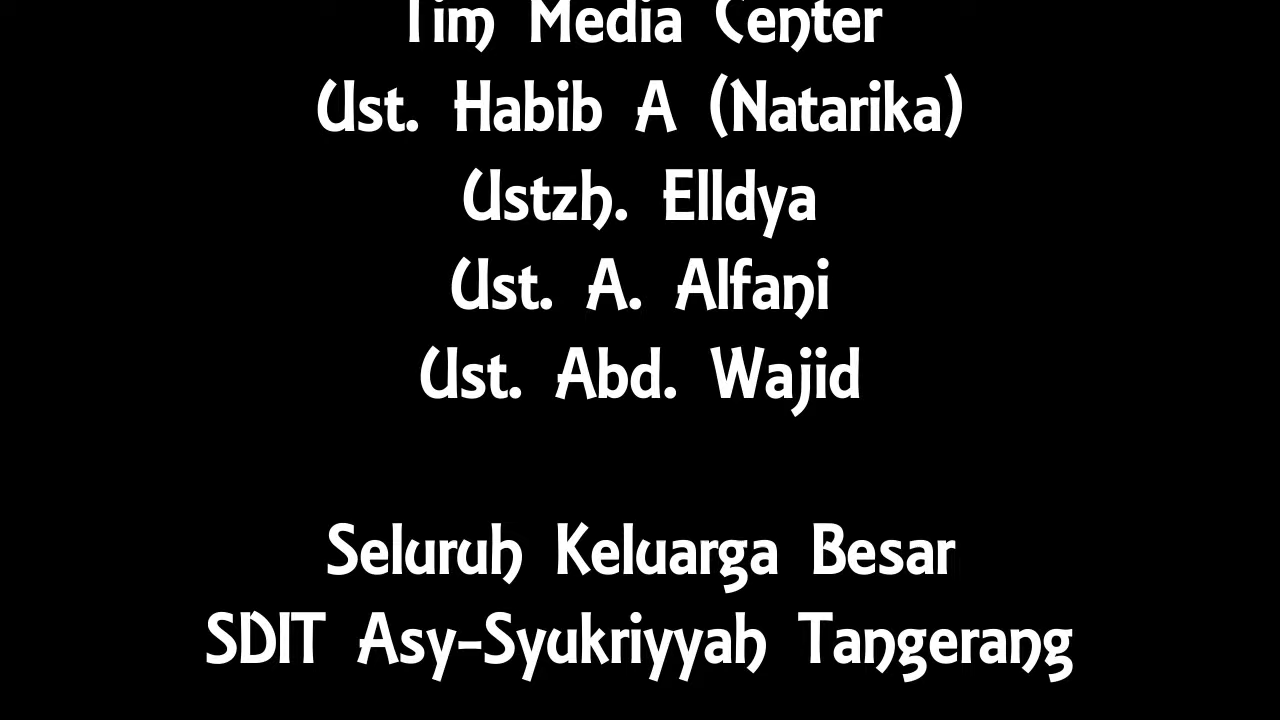 Tim Media Center
Ust. Habib A (Natarika)
Ustzh. Elldya
Ust. A. Alfani
Ust. Abd. Wajid
Seluruh Keluarga Besar
SDIT Asy-Syukriyyah Tangerang